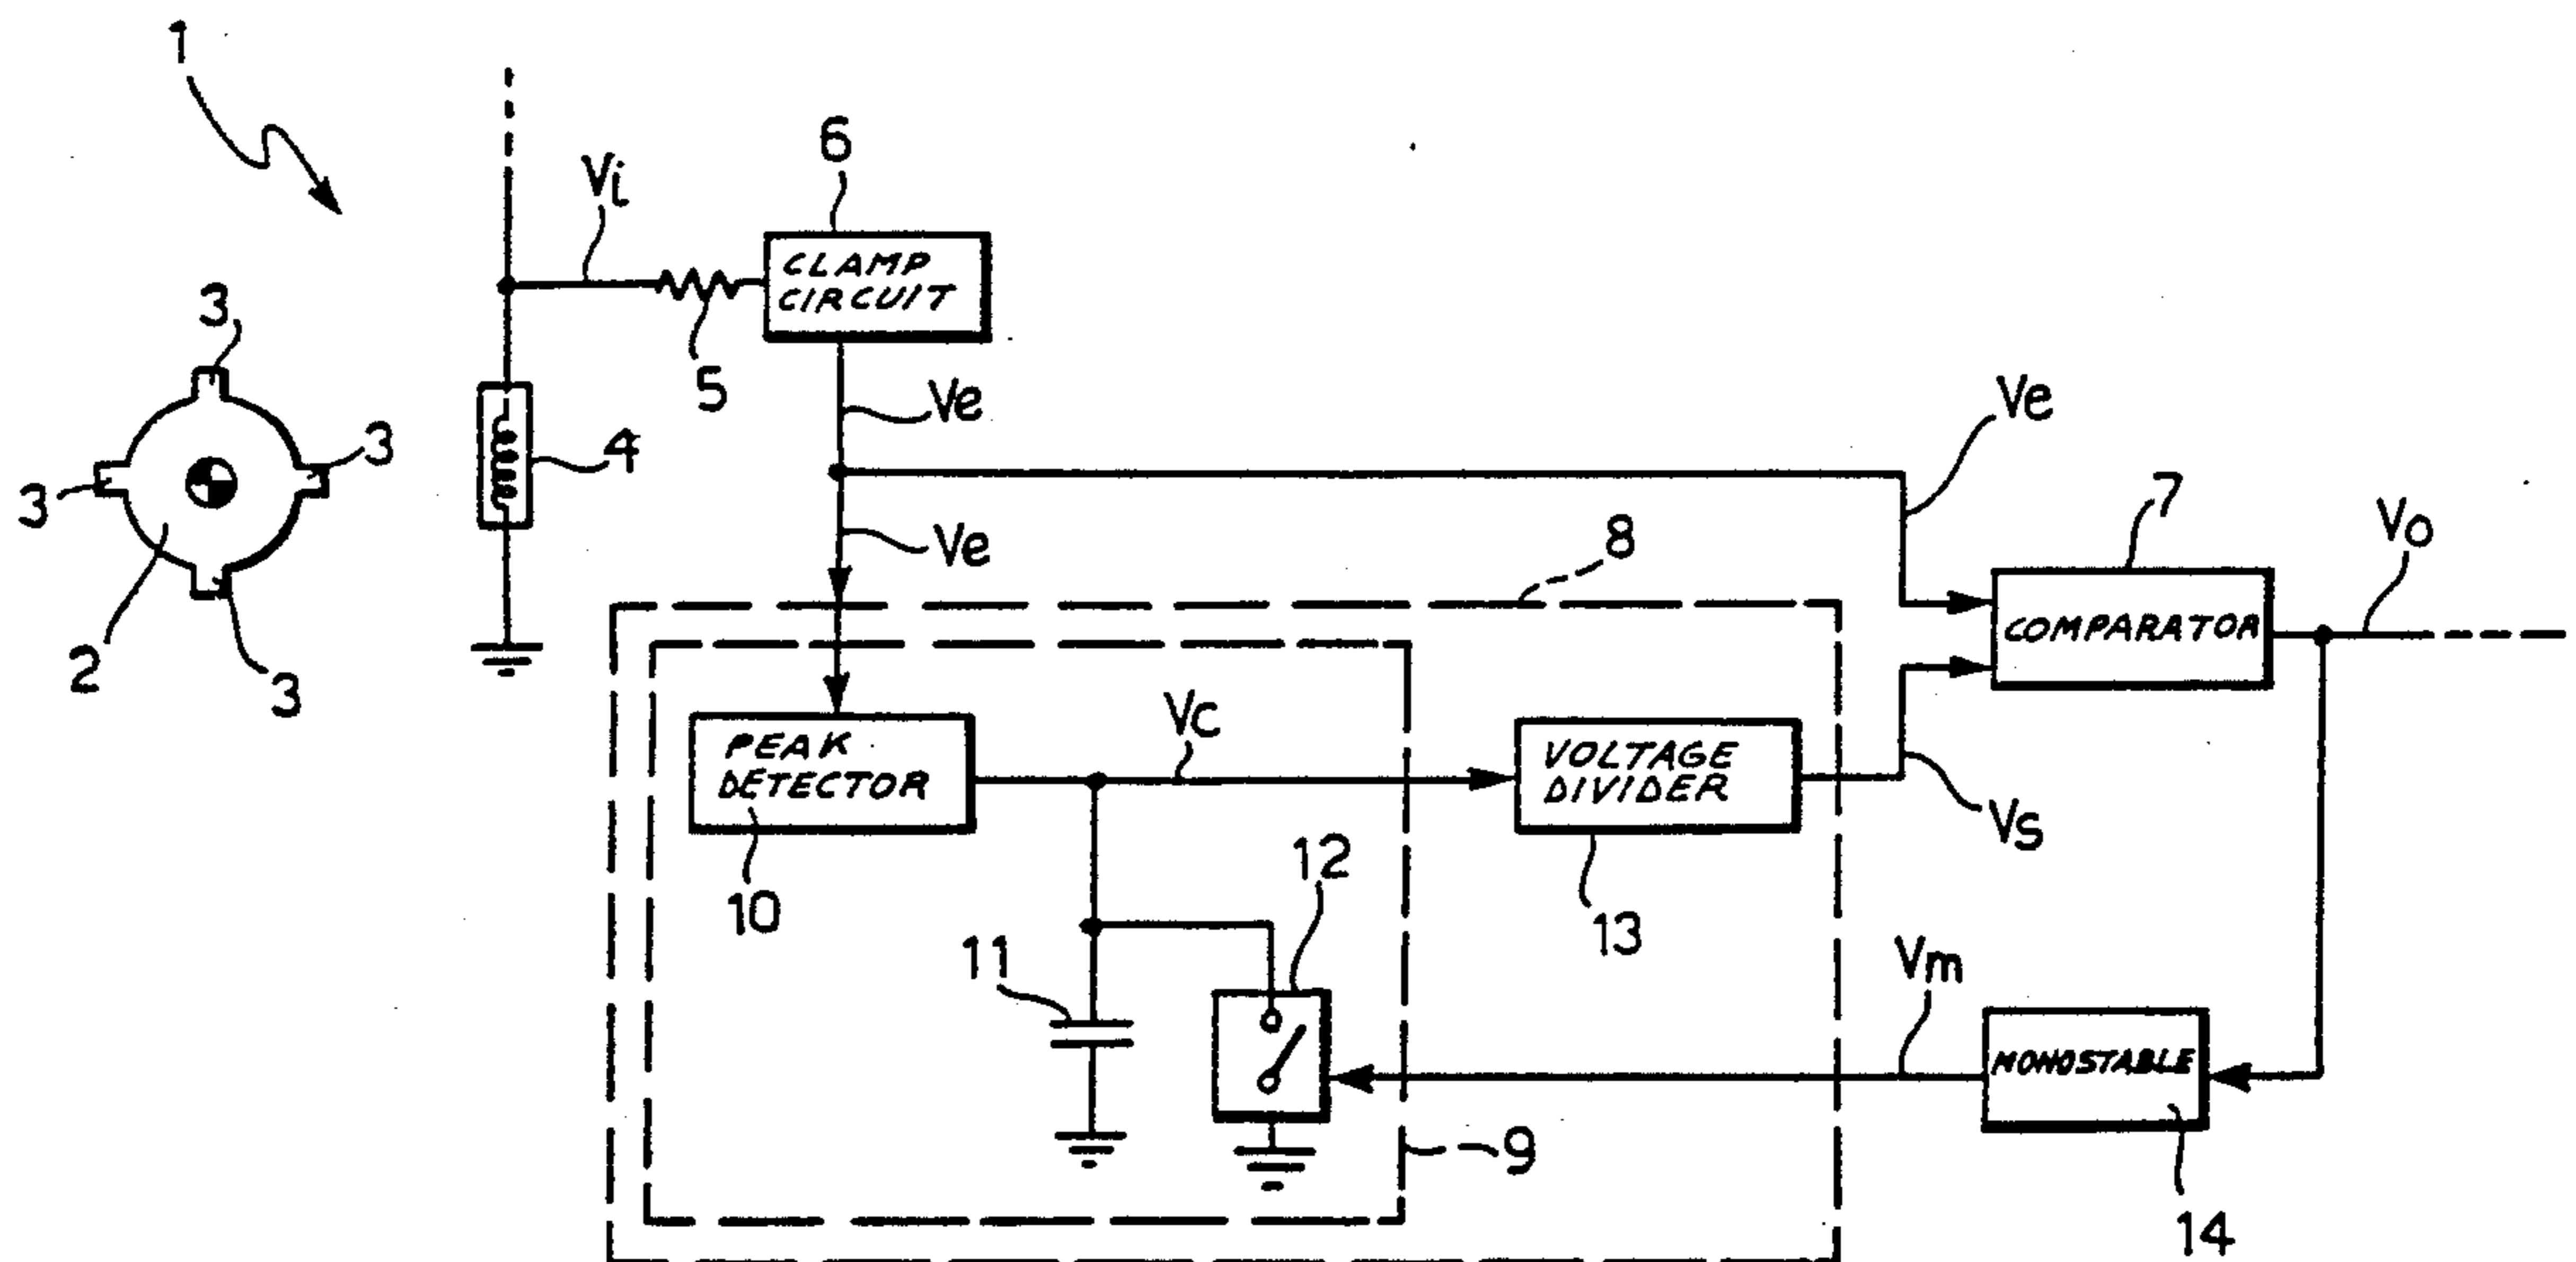 1
6
Vi
CLAMP
CIRCUIT
3
5
Ve
Ve
3
4
3
7
Vo
8
Ve
COMPARATOR
2
3
Vc
PEAK
DETECTOR
VOLTAGE
DIVIDER
Vs
12
10
13
11
Vm
MONOSTABLE
9
14